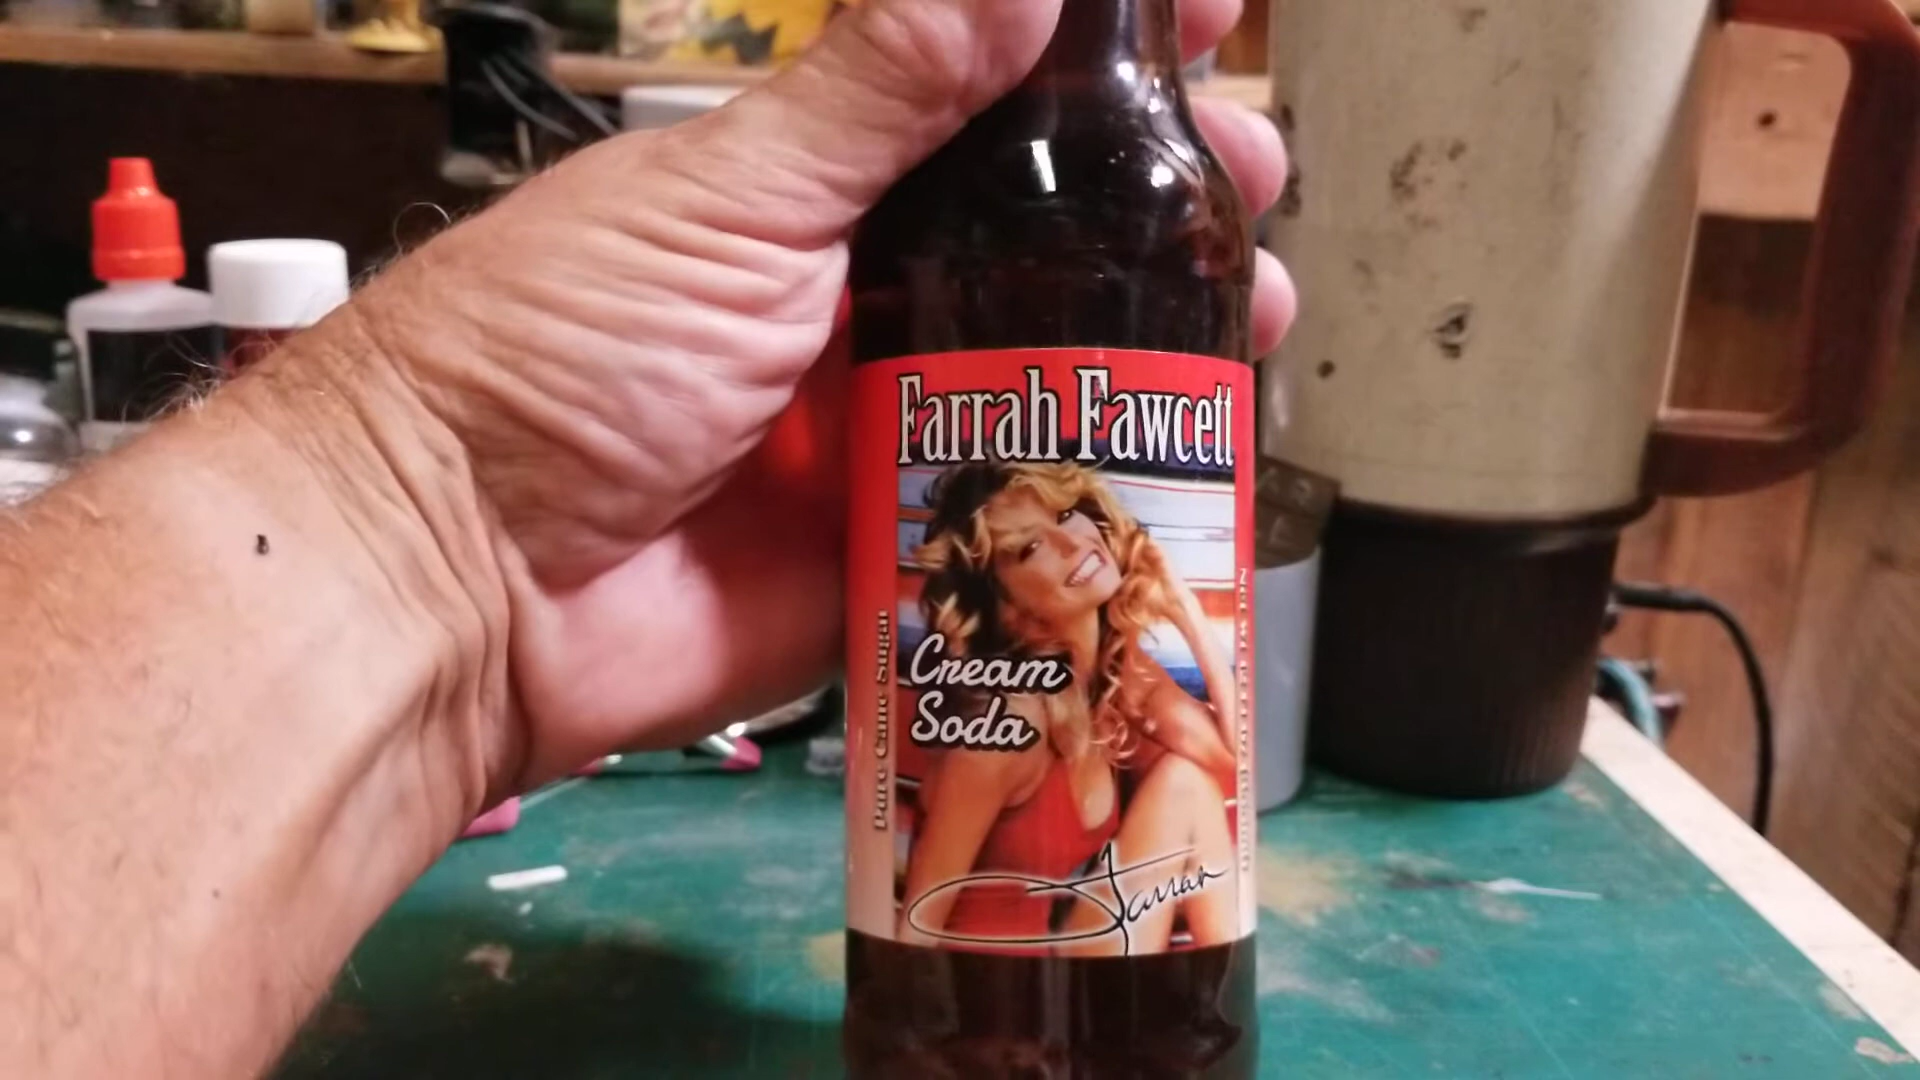 Farrah Fawcett
Cream
Soda
Pure Cane Sugar
Farrah